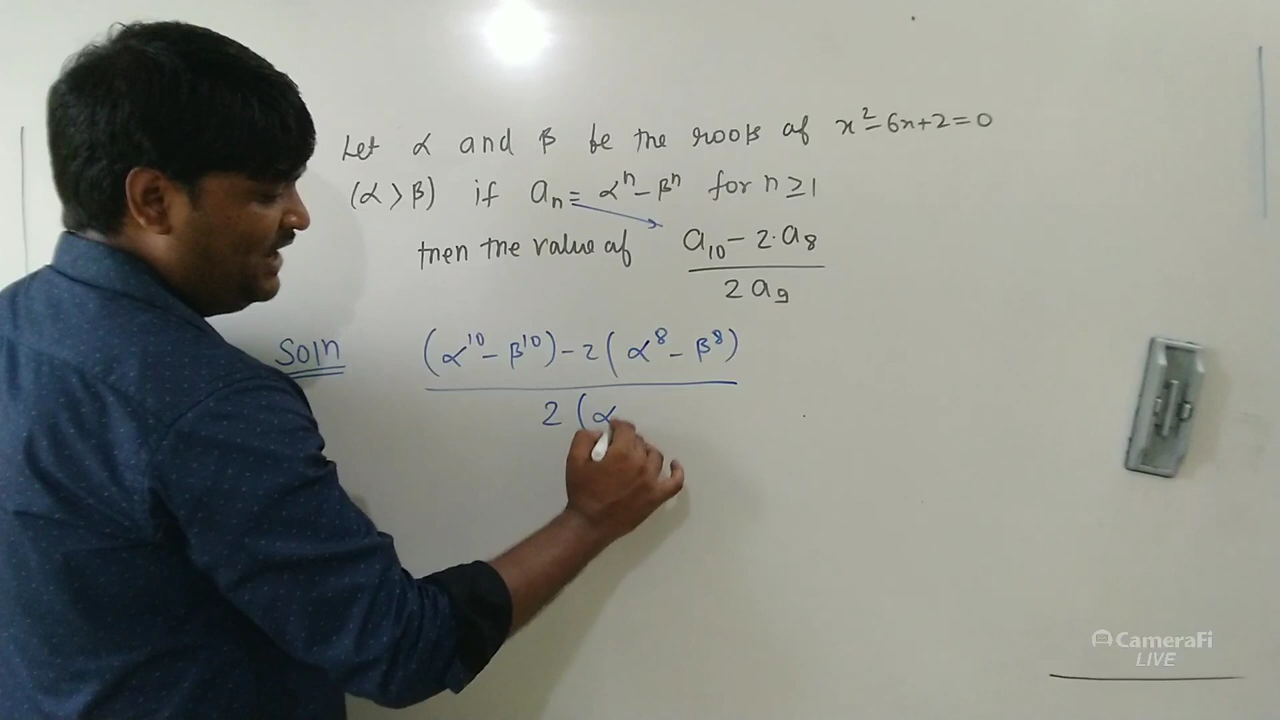 Let α and β be the roots of x²-6x+2=0
(α > β) if aₙ = αⁿ - βⁿ for n ≥ 1
then the value of (a₁₀ - 2·a₈) / (2a₉)
Soln
((α¹⁰ - β¹⁰) - 2(α⁸ - β⁸)) / (2(α
CameraFi
LIVE